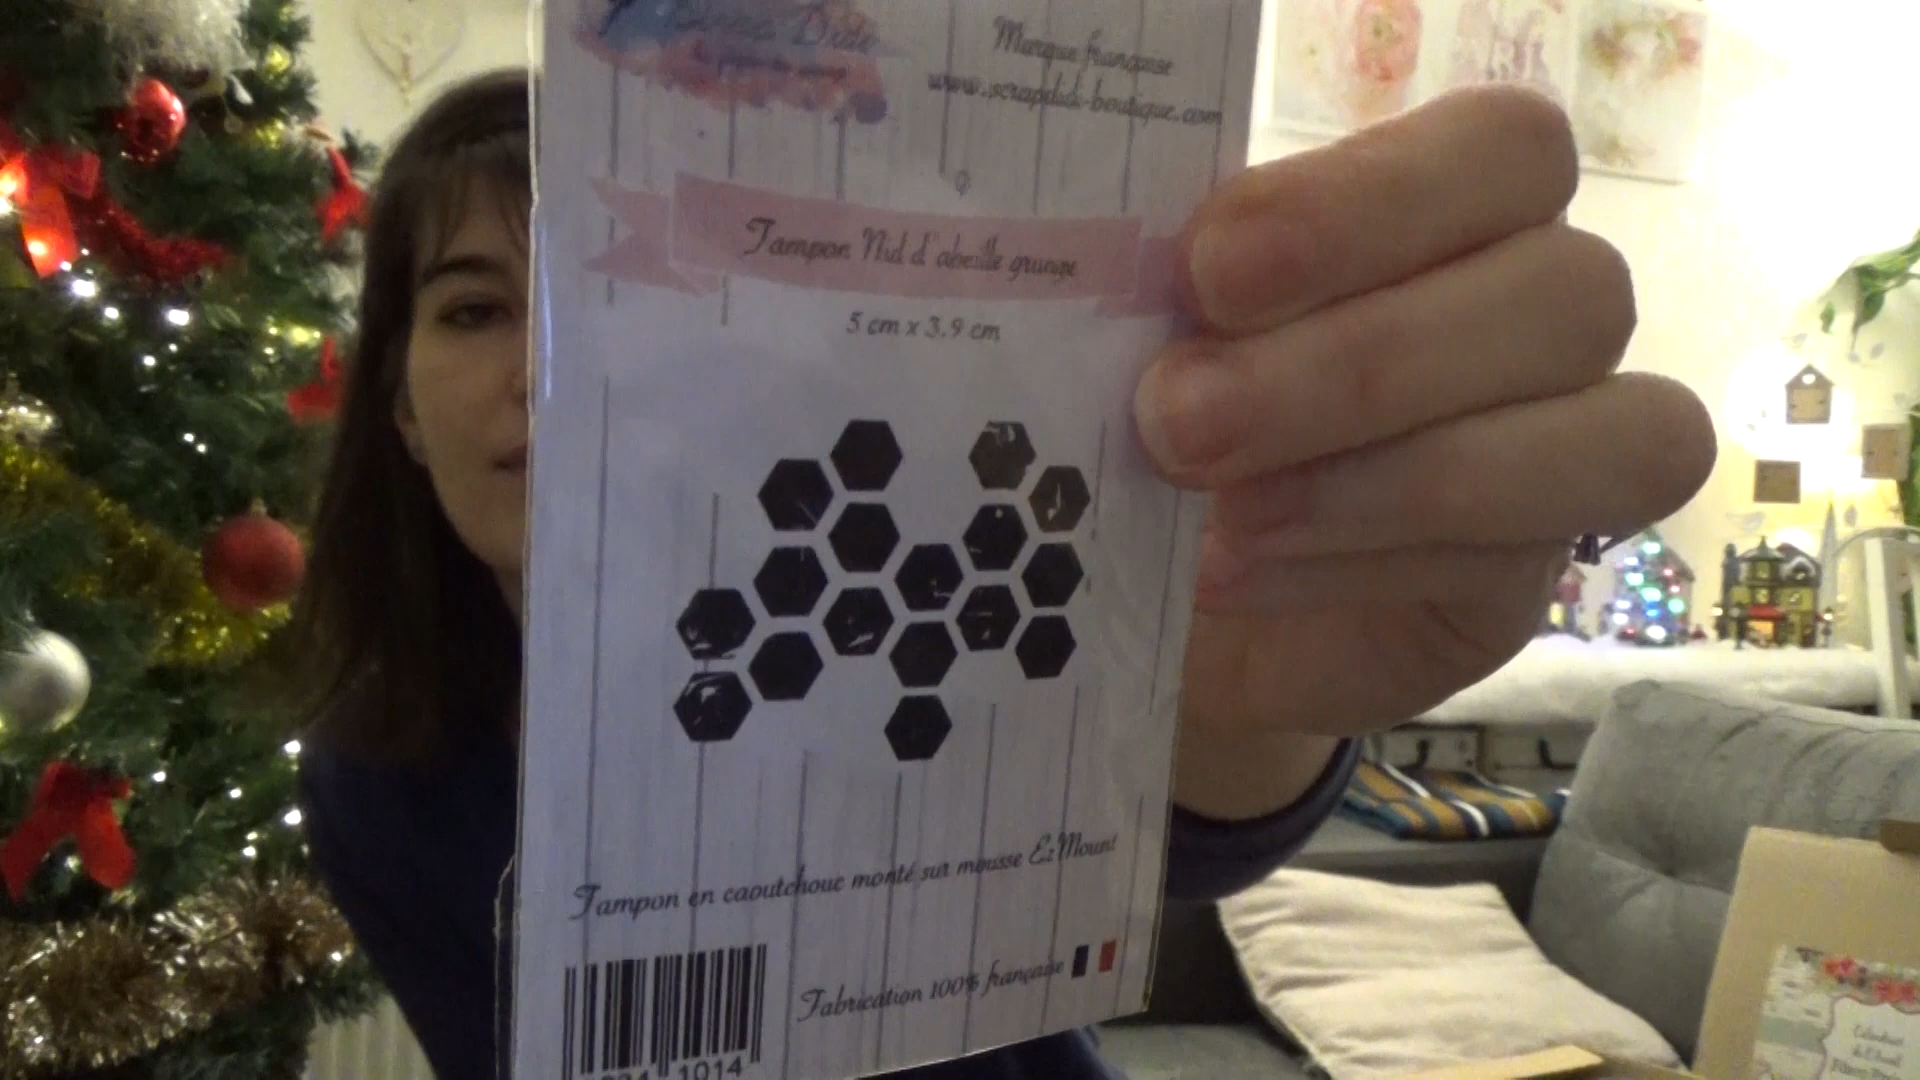 Marque française
www.scrapdidi-boutique.com
Tampon Nid d'abeille grunge
5 cm x 3.9 cm
Tampon en caoutchouc monté sur mousse EzMount
Fabrication 100% française
1014